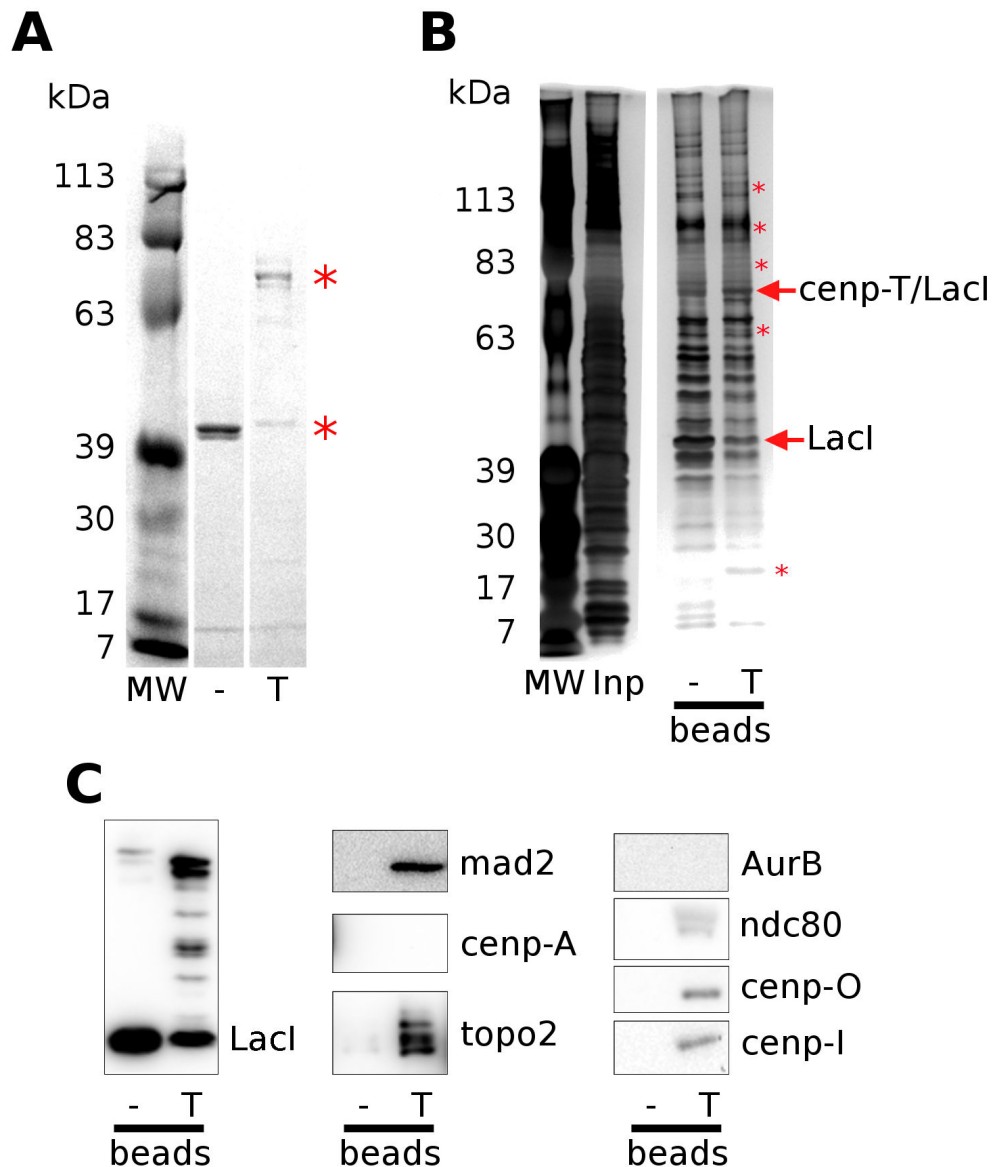 A
kDa
113
83
63
39
30
17
7
*
*
MW - T
B
kDa
113
83
63
39
30
17
7
*
*
*
cenp-T/LacI
*
LacI
*
MW Inp - T
beads
C
LacI
- T
beads
mad2
cenp-A
topo2
- T
beads
AurB
ndc80
cenp-O
cenp-I
- T
beads